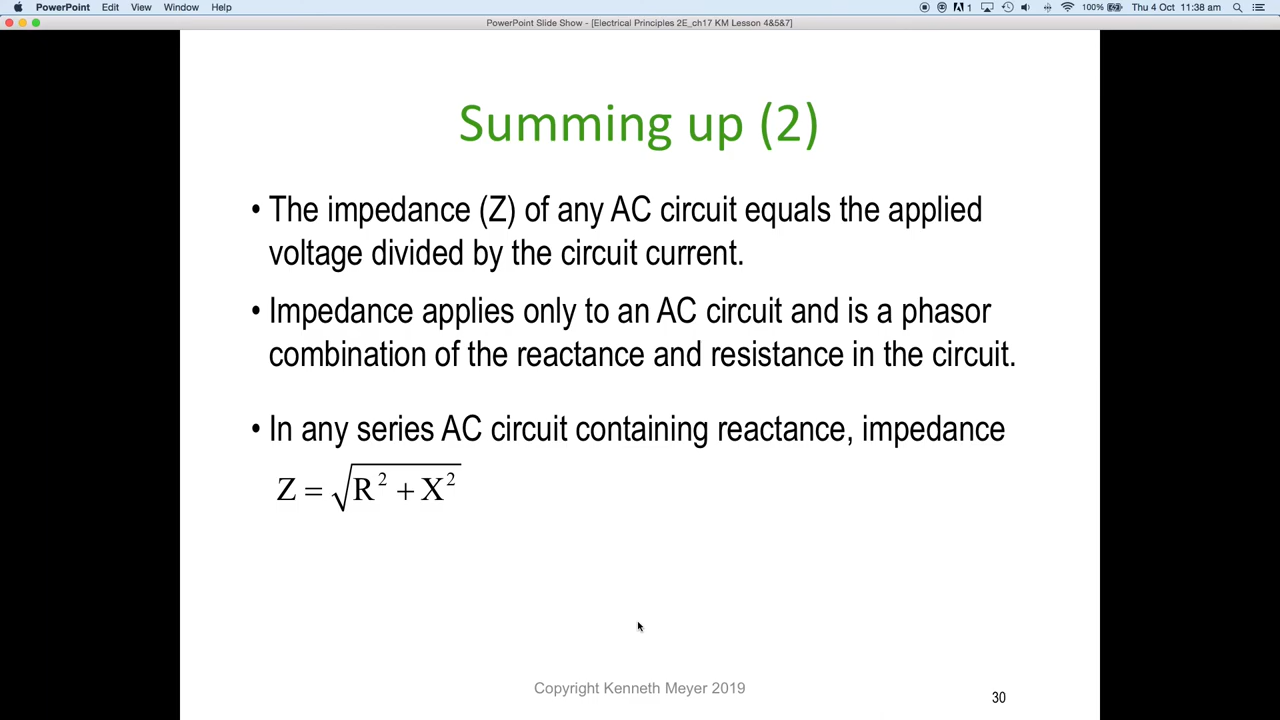 PowerPoint Edit View Window Help 1 100% Thu 4 Oct 11:38 am
PowerPoint Slide Show - [Electrical Principles 2E_ch17 KM Lesson 4&5&7]
Summing up (2)
• The impedance (Z) of any AC circuit equals the applied
voltage divided by the circuit current.
• Impedance applies only to an AC circuit and is a phasor
combination of the reactance and resistance in the circuit.
• In any series AC circuit containing reactance, impedance
Z = √R² + X²
Copyright Kenneth Meyer 2019
30